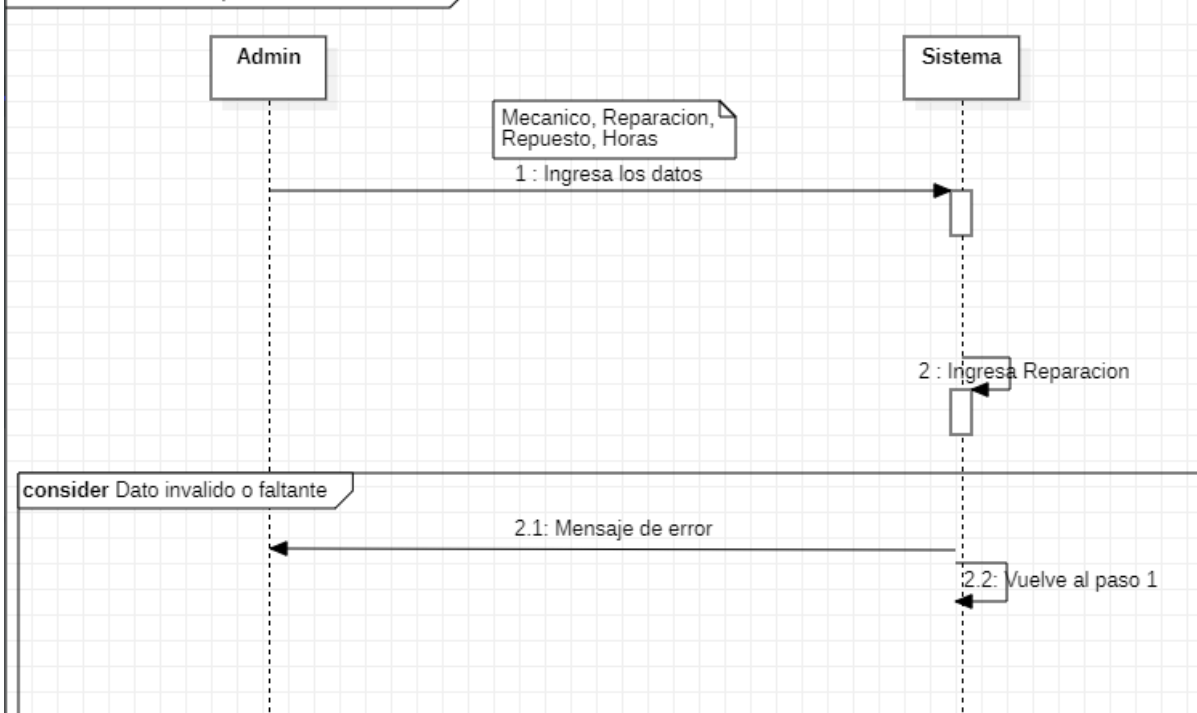 Admin
Sistema
Mecanico, Reparacion,
Repuesto, Horas
1 : Ingresa los datos
2 : Ingresa Reparacion
consider Dato invalido o faltante
2.1: Mensaje de error
2.2: Vuelve al paso 1